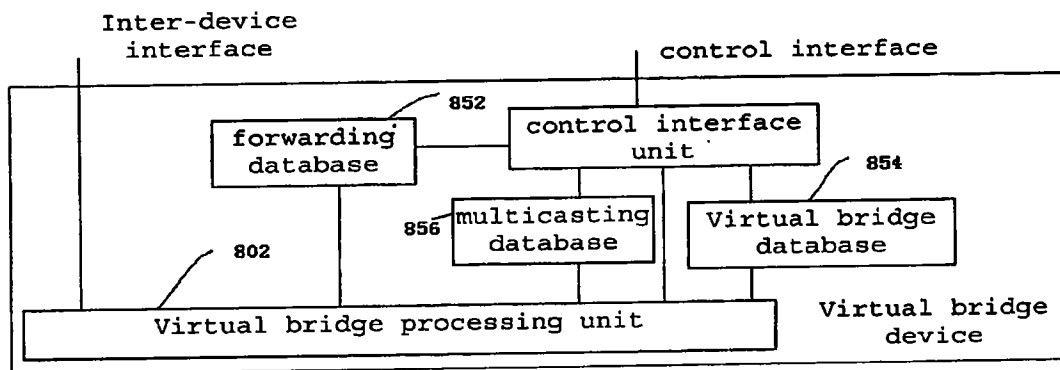 Inter-device
interface
control interface
852
forwarding
database
control interface
unit
854
856
multicasting
database
Virtual bridge
database
802
Virtual bridge processing unit
Virtual bridge
device